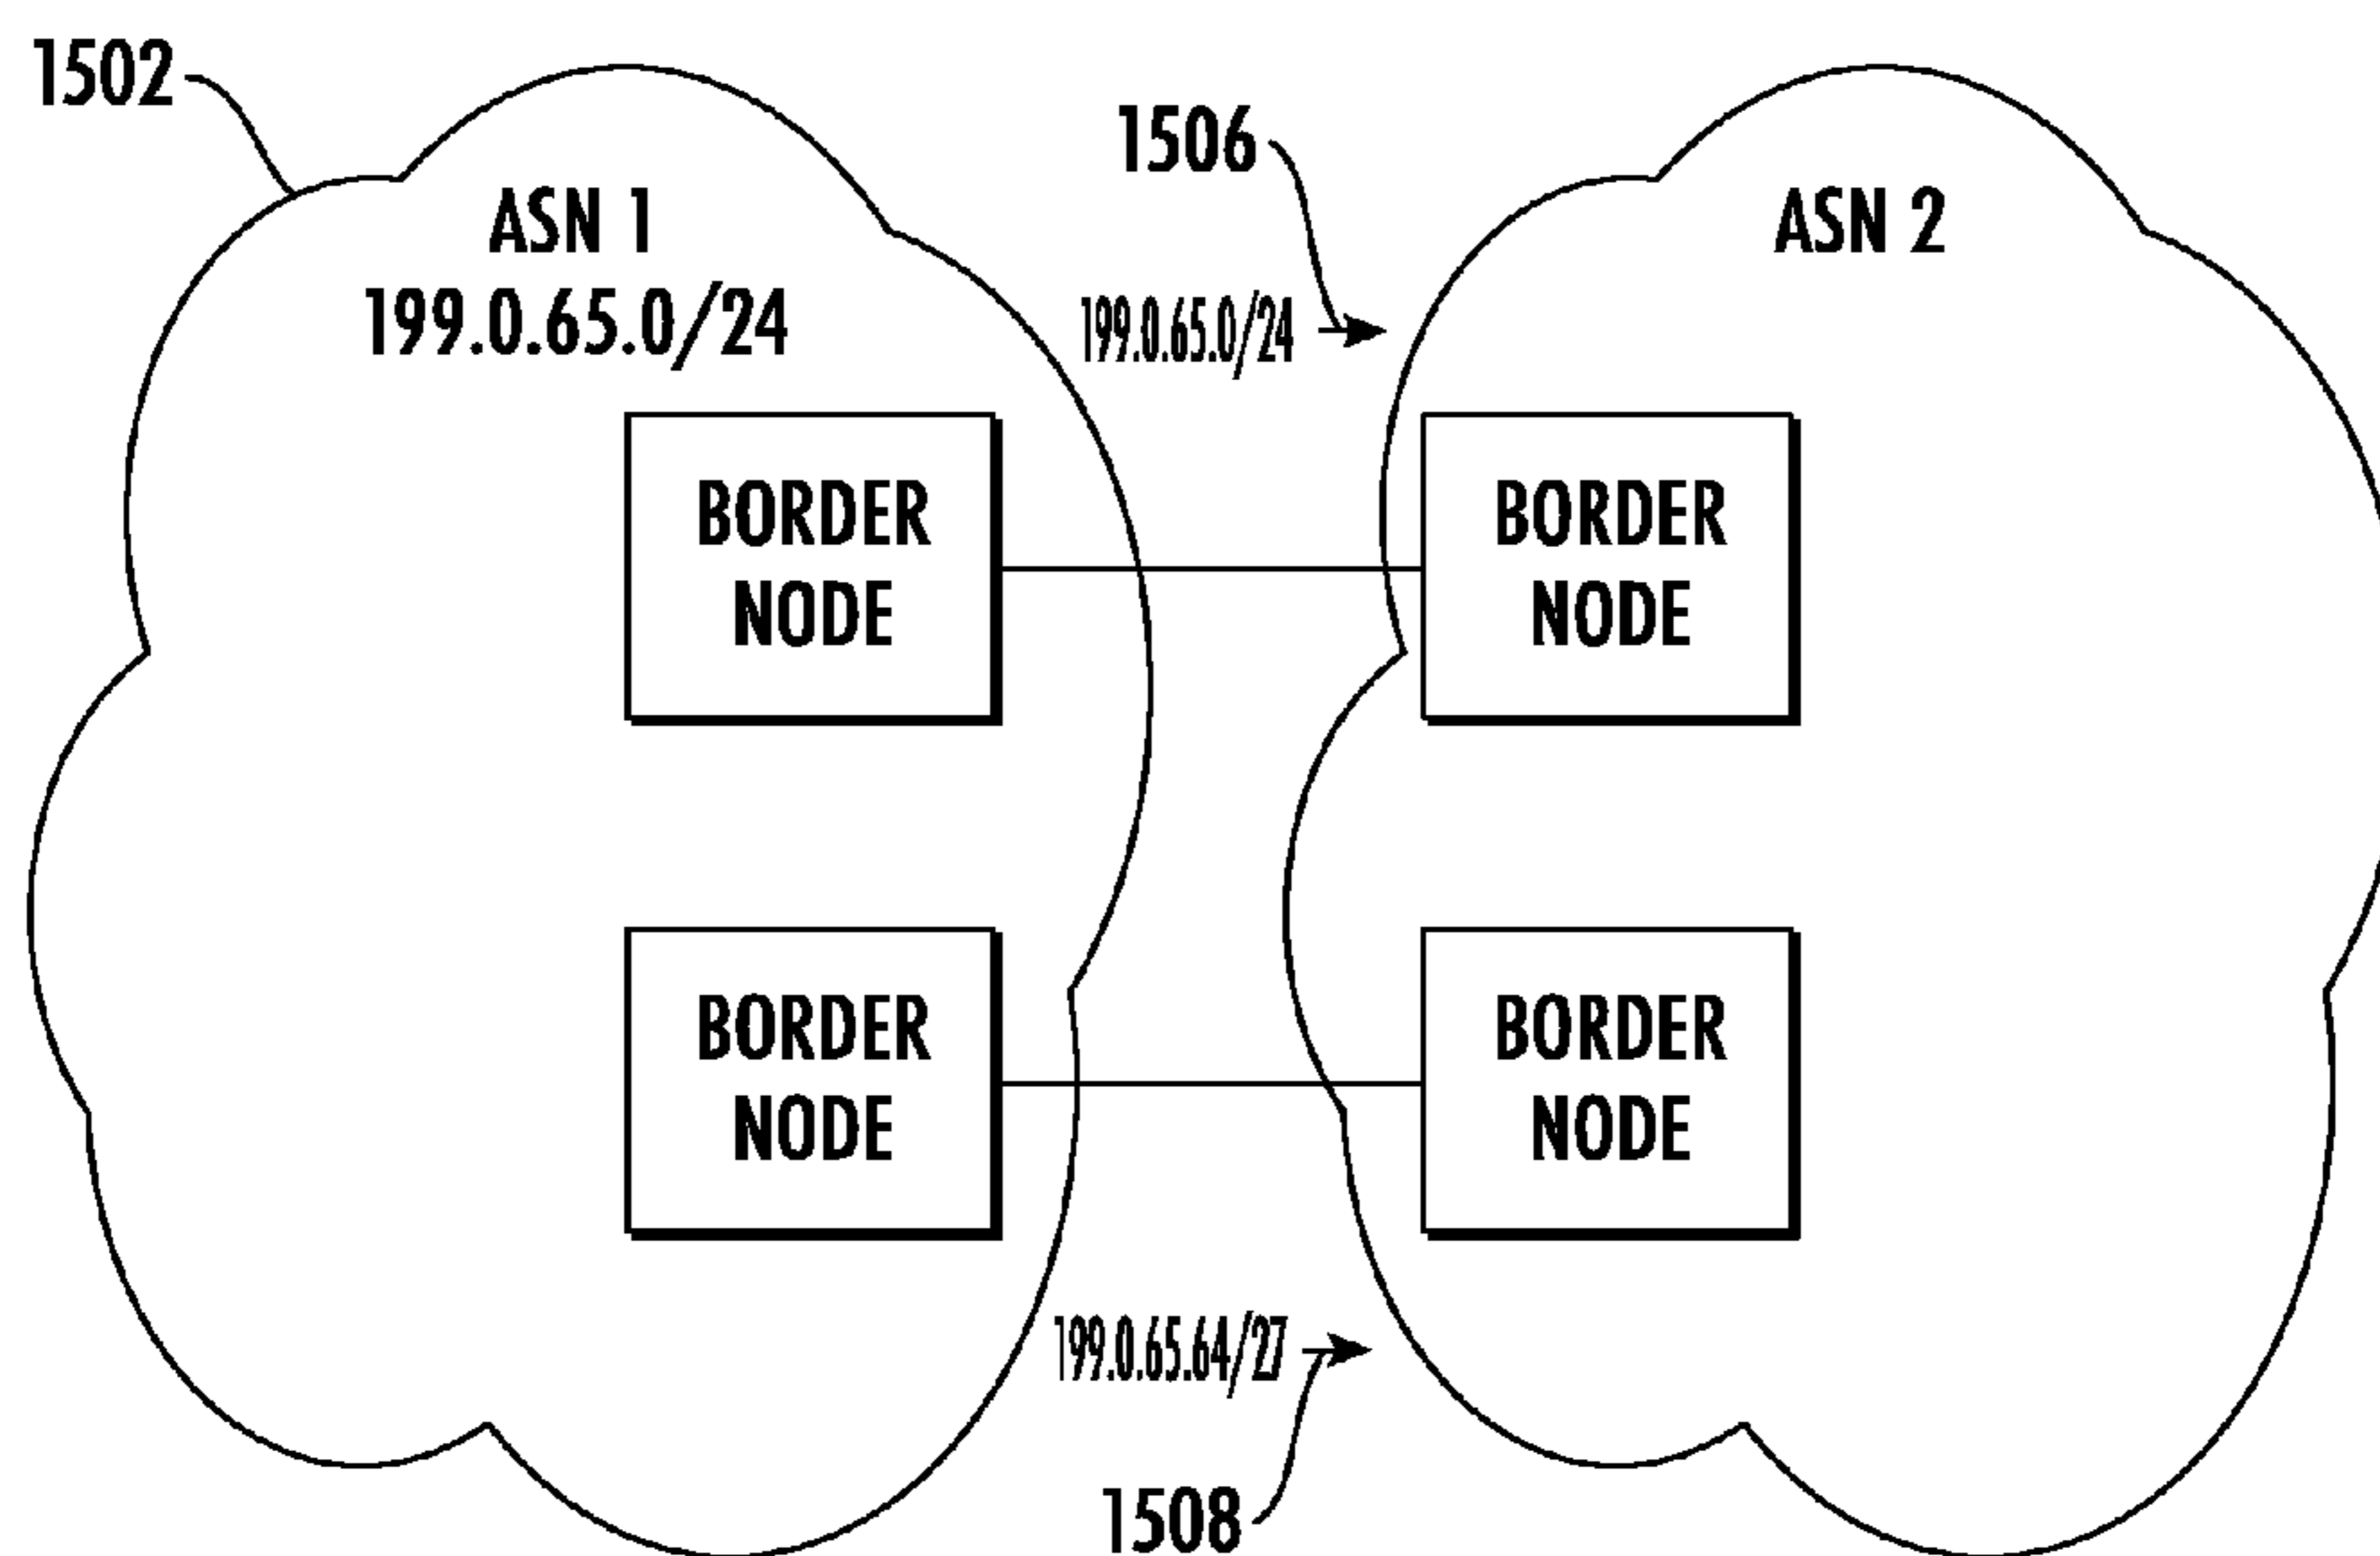 1502
1506
ASN 1
199.0.65.0/24
199.0.65.0/24
ASN 2
BORDER
NODE
BORDER
NODE
BORDER
NODE
BORDER
NODE
199.0.65.64/27
1508